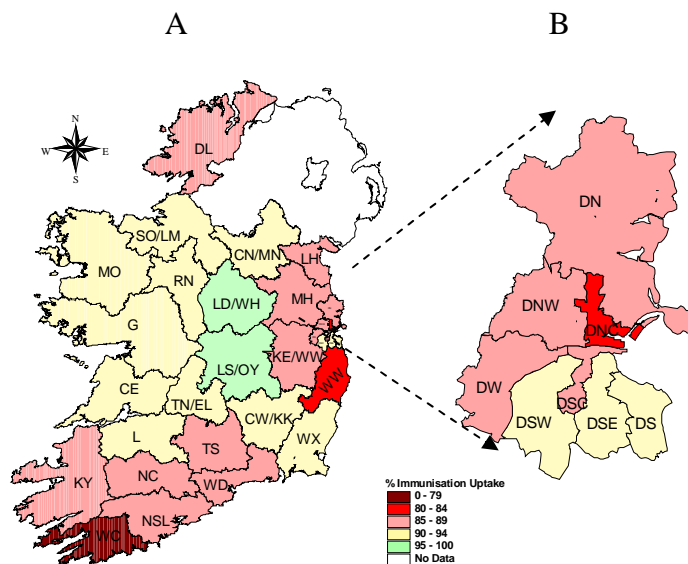 A B
N
W E
S
DL
SO/LM
CN/MN
LH
MO
RN
LD/WH
MH
G
LS/OY
KE/WW
WW
CE
TN/EL
CW/KK
L
TS
WX
KY
NC
WD
NSL
WC
DN
DNW
DNC
DW
DSC
DSW
DSE
DS
% Immunisation Uptake
0 - 79
80 - 84
85 - 89
90 - 94
95 - 100
No Data